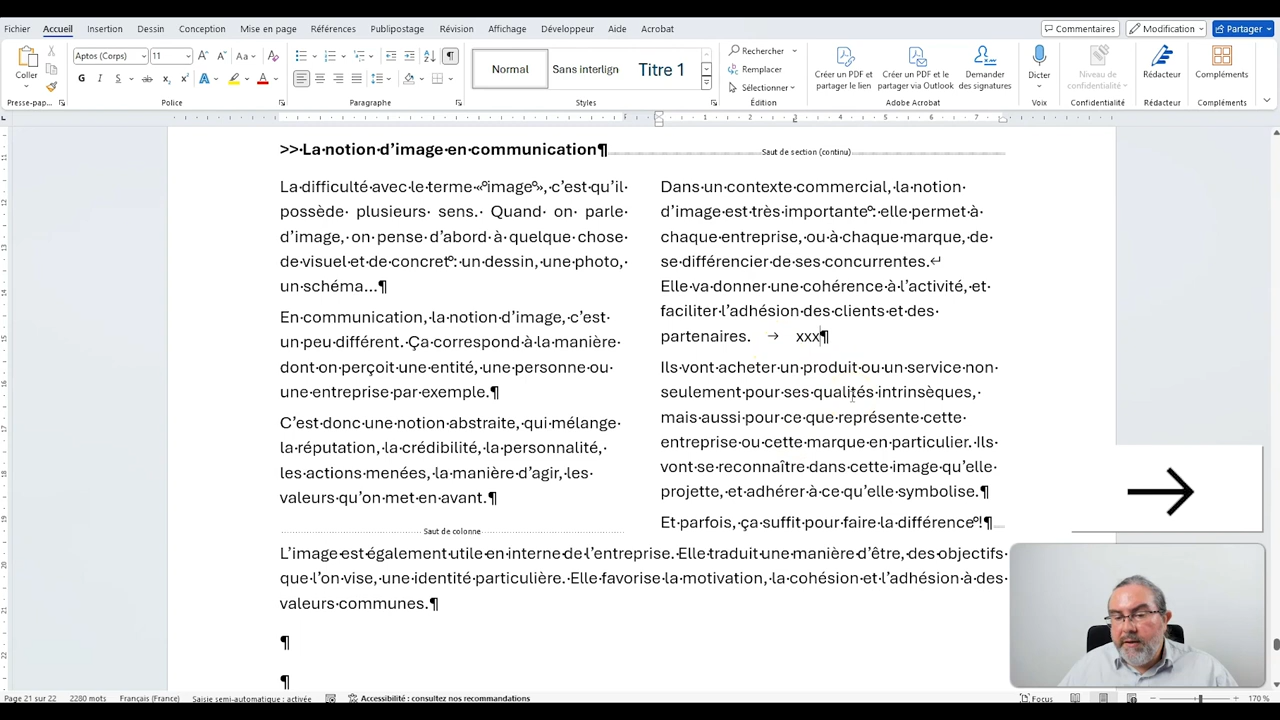 Fichier Accueil Insertion Dessin Conception Mise en page Références Publipostage Révision Affichage Développeur Aide Acrobat Commentaires Modification Partager
Coller
Presse-pap...
Aptos (Corps) 11
G I S
Police
Paragraphe
Normal Sans interlign Titre 1
Styles
Rechercher
Remplacer
Sélectionner
Édition
Créer un PDF et partager le lien
Créer un PDF et partager via Outlook
Demander des signatures
Adobe Acrobat
Dicter
Voix
Niveau de confidentialité
Confidentialité
Rédacteur
Rédacteur
Compléments
Compléments
>>·La·notion·d’image·en·communication¶
Saut de section (continu)
La·difficulté·avec·le·terme·«°image°»,·c’est·qu’il·
possède·plusieurs·sens.·Quand·on·parle·
d’image,·on·pense·d’abord·à·quelque·chose·
de·visuel·et·de·concret°:·un·dessin,·une·photo,·
un·schéma...¶
En·communication,·la·notion·d’image,·c’est·
un·peu·différent.·Ça·correspond·à·la·manière·
dont·on·perçoit·une·entité,·une·personne·ou·
une·entreprise·par·exemple.¶
C’est·donc·une·notion·abstraite,·qui·mélange·
la·réputation,·la·crédibilité,·la·personnalité,·
les·actions·menées,·la·manière·d’agir,·les·
valeurs·qu’on·met·en·avant.¶
Saut de colonne
Dans·un·contexte·commercial,·la·notion·
d’image·est·très·importante°:·elle·permet·à·
chaque·entreprise,·ou·à·chaque·marque,·de·
se·différencier·de·ses·concurrentes.↵
Elle·va·donner·une·cohérence·à·l’activité,·et·
faciliter·l’adhésion·des·clients·et·des·
partenaires. → xxx¶
Ils·vont·acheter·un·produit·ou·un·service·non·
seulement·pour·ses·qualités·intrinsèques,·
mais·aussi·pour·ce·que·représente·cette·
entreprise·ou·cette·marque·en·particulier.·Ils·
vont·se·reconnaître·dans·cette·image·qu’elle·
projette,·et·adhérer·à·ce·qu’elle·symbolise.¶
Et·parfois,·ça·suffit·pour·faire·la·différence°!¶
L’image·est·également·utile·en·interne·de·l’entreprise.·Elle·traduit·une·manière·d’être,·des·objectifs·
que·l’on·vise,·une·identité·particulière.·Elle·favorise·la·motivation,·la·cohésion·et·l’adhésion·à·des·
valeurs·communes.¶
¶
¶
Page 21 sur 22 2280 mots Français (France) Saisie semi-automatique : activée Accessibilité : consultez nos recommandations Focus 170 %